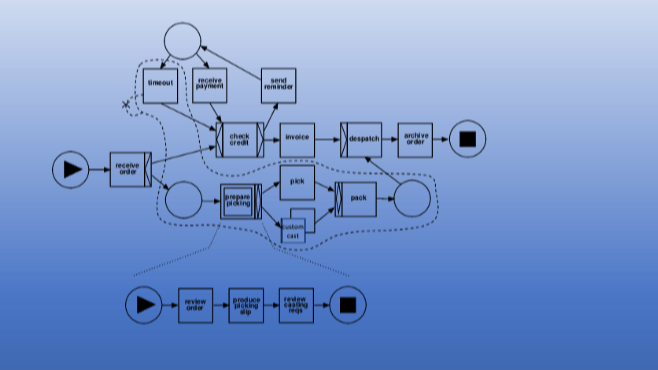 timeout
receive
payment
send
reminder
check
credit
invoice
despatch
archive
order
receive
order
prepare
picking
pick
custom
cast
pack
review
order
produce
picking
slip
review
casting
reqs